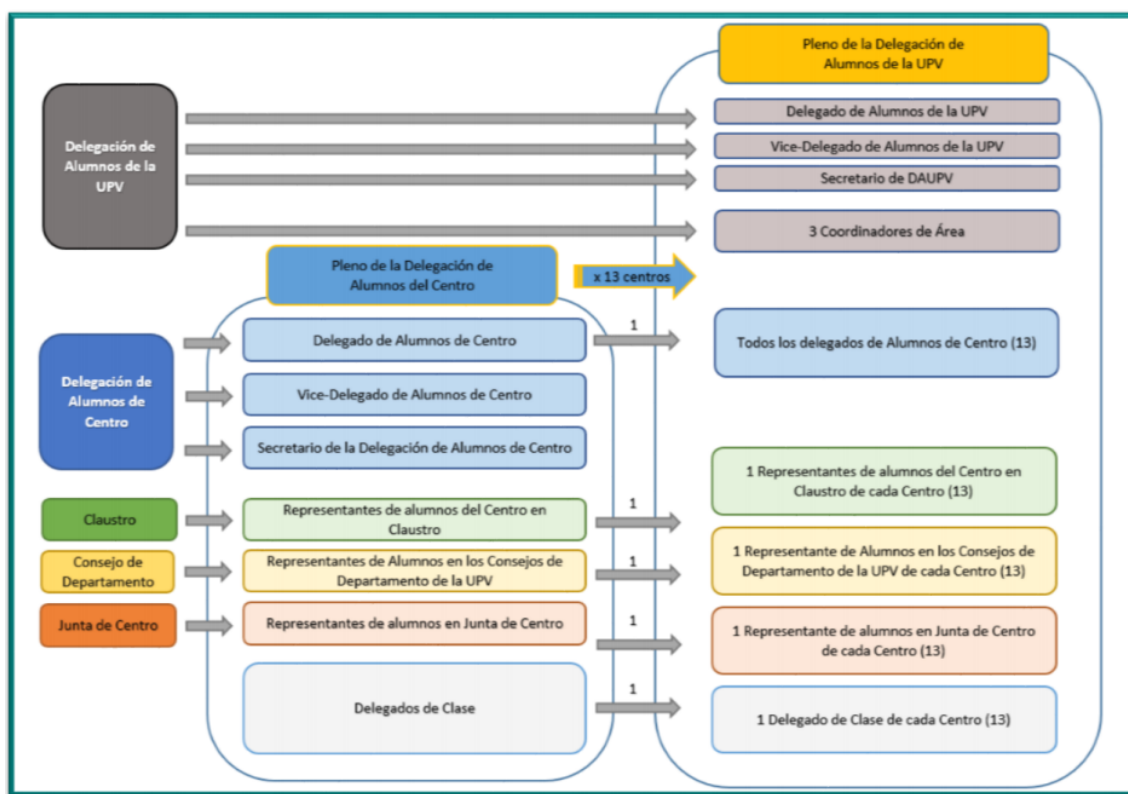 Pleno de la Delegación de
Alumnos de la UPV
Delegación de
Alumnos de la
UPV
Delegado de Alumnos de la UPV
Vice-Delegado de Alumnos de la UPV
Secretario de DAUPV
3 Coordinadores de Área
Pleno de la Delegación de
Alumnos del Centro
x 13 centros
Delegación de
Alumnos de
Centro
Delegado de Alumnos de Centro
1
Todos los delegados de Alumnos de Centro (13)
Vice-Delegado de Alumnos de Centro
Secretario de la Delegación de Alumnos de Centro
Claustro
Representantes de alumnos del Centro en
Claustro
1
1 Representantes de alumnos del Centro en
Claustro de cada Centro (13)
Consejo de
Departamento
Representantes de Alumnos en los Consejos de
Departamento de la UPV
1
1 Representante de Alumnos en los Consejos de
Departamento de la UPV de cada Centro (13)
Junta de Centro
Representantes de alumnos en Junta de Centro
1
1 Representante de alumnos en Junta de Centro
de cada Centro (13)
Delegados de Clase
1
1 Delegado de Clase de cada Centro (13)